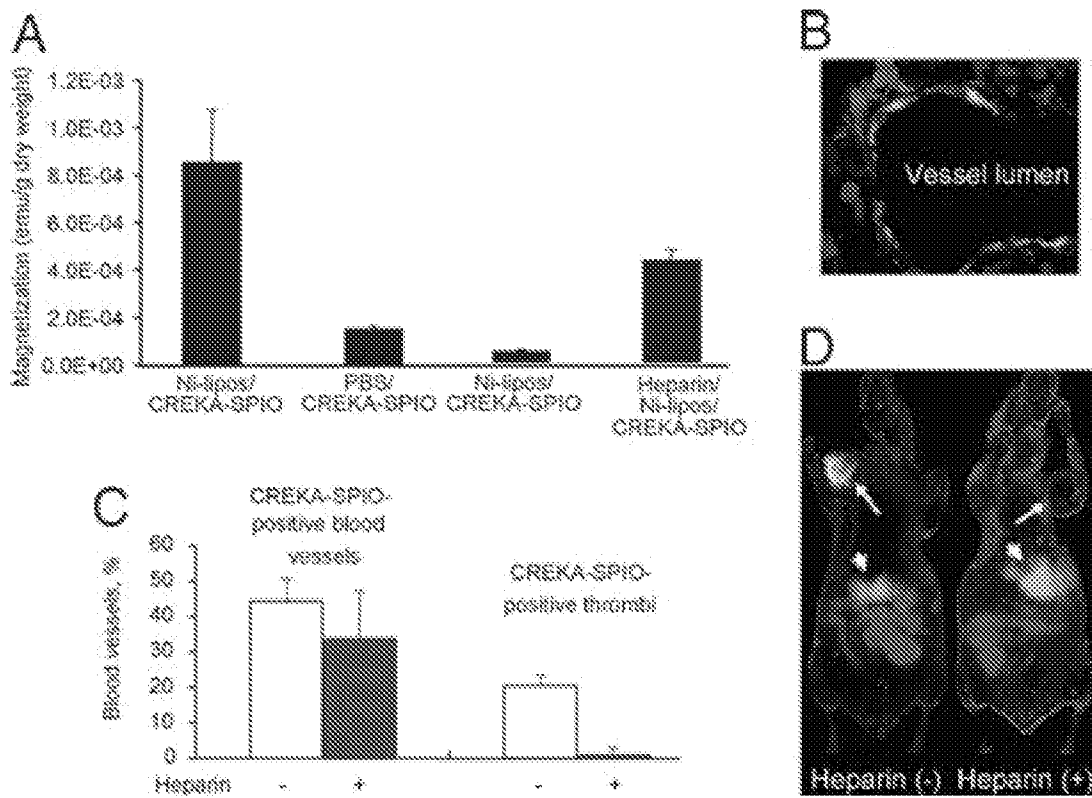 A
Magnetization (emu/g dry weight)
1.2E-03
1.0E-03
8.0E-04
6.0E-04
4.0E-04
2.0E-04
0.0E+00
Ni-lipos/
CREKA-SPIO
PBS/
CREKA-SPIO
Ni-lipos/
CREKA-SPIO
Heparin/
Ni-lipos/
CREKA-SPIO
B
Vessel lumen
C
CREKA-SPIO-
positive blood
vessels
CREKA-SPIO-
positive thrombi
Blood vessels, %
60
50
40
30
20
10
0
Heparin - + - +
D
Heparin (-) Heparin (+)